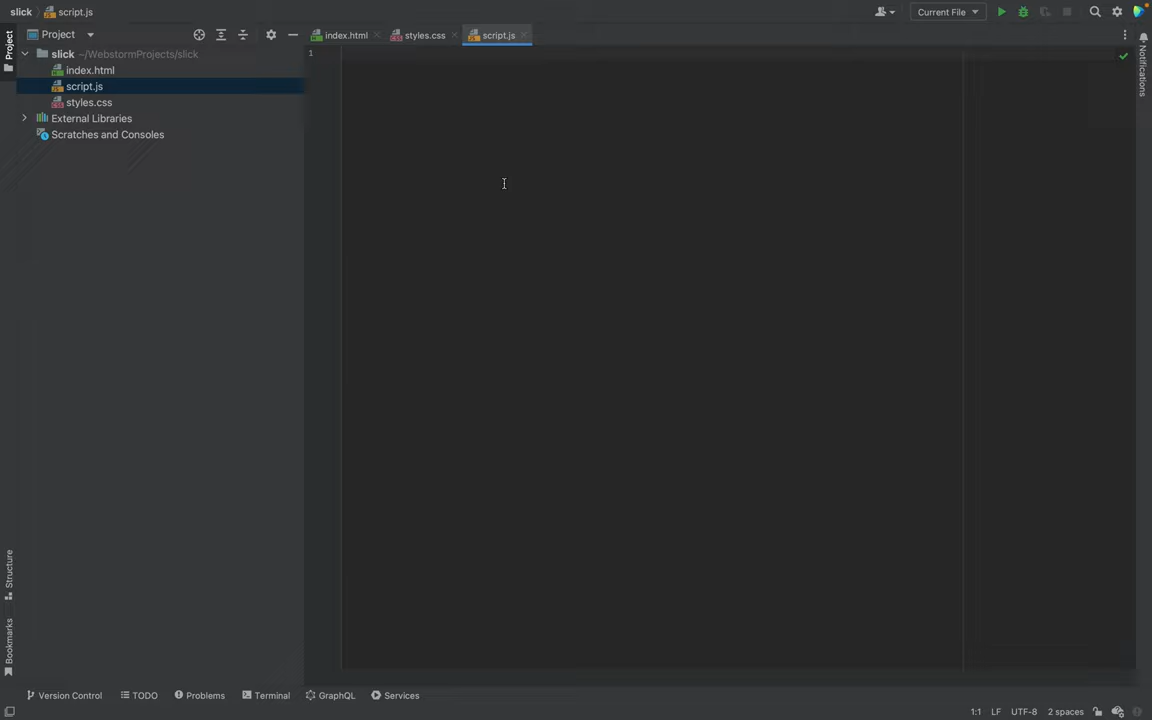 slick script.js Current File
Project index.html styles.css script.js
Project
slick ~/WebstormProjects/slick
1
index.html
script.js
styles.css
External Libraries
Scratches and Consoles
Notifications
Structure
Bookmarks
Version Control TODO Problems Terminal GraphQL Services
1:1 LF UTF-8 2 spaces